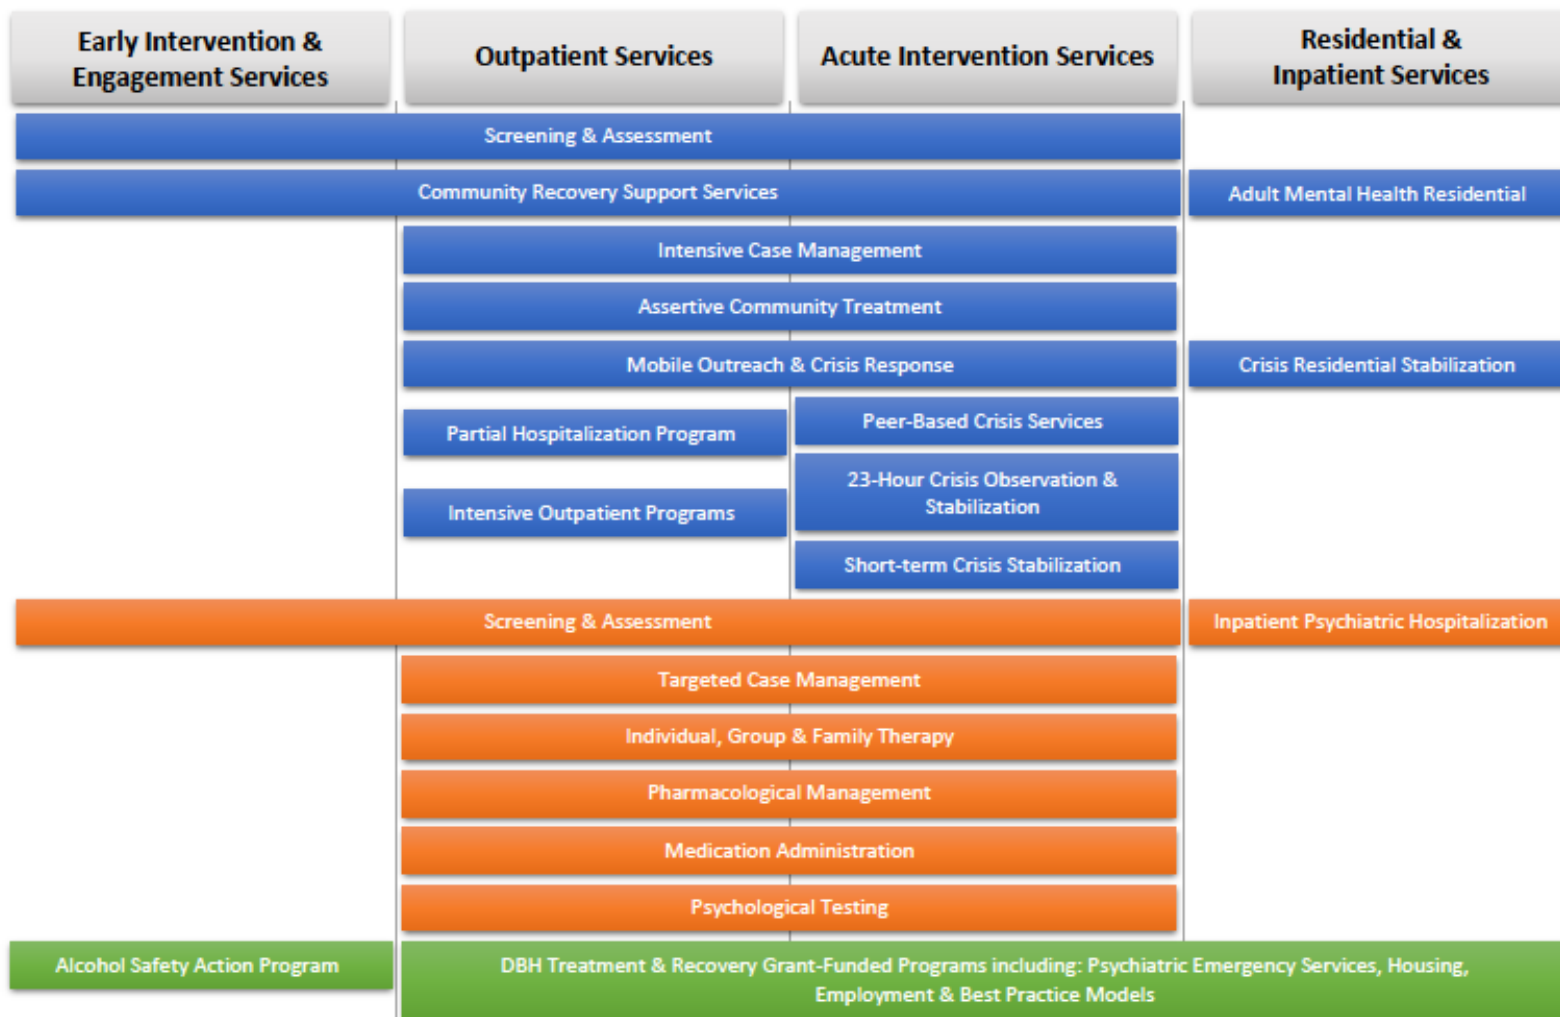 Early Intervention &
Engagement Services
Outpatient Services
Acute Intervention Services
Residential &
Inpatient Services
Screening & Assessment
Community Recovery Support Services
Adult Mental Health Residential
Intensive Case Management
Assertive Community Treatment
Mobile Outreach & Crisis Response
Crisis Residential Stabilization
Partial Hospitalization Program
Peer-Based Crisis Services
23-Hour Crisis Observation &
Stabilization
Intensive Outpatient Programs
Short-term Crisis Stabilization
Screening & Assessment
Inpatient Psychiatric Hospitalization
Targeted Case Management
Individual, Group & Family Therapy
Pharmacological Management
Medication Administration
Psychological Testing
Alcohol Safety Action Program
DBH Treatment & Recovery Grant-Funded Programs including: Psychiatric Emergency Services, Housing,
Employment & Best Practice Models